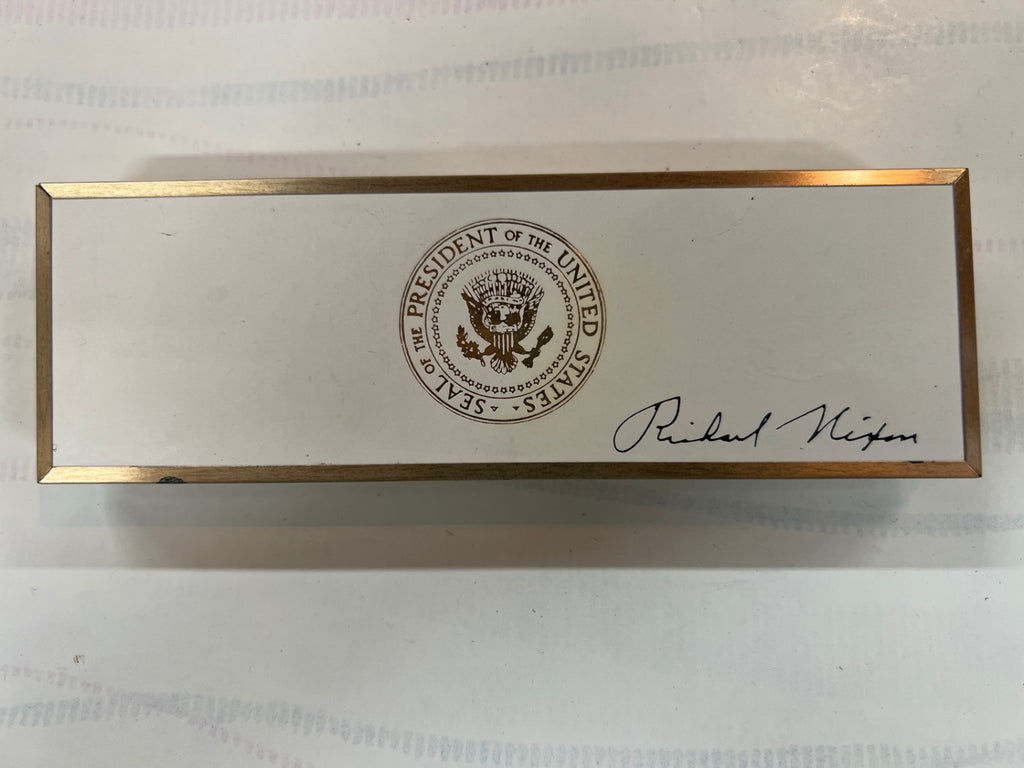 SEAL OF THE PRESIDENT OF THE UNITED STATES
Richard Nixon